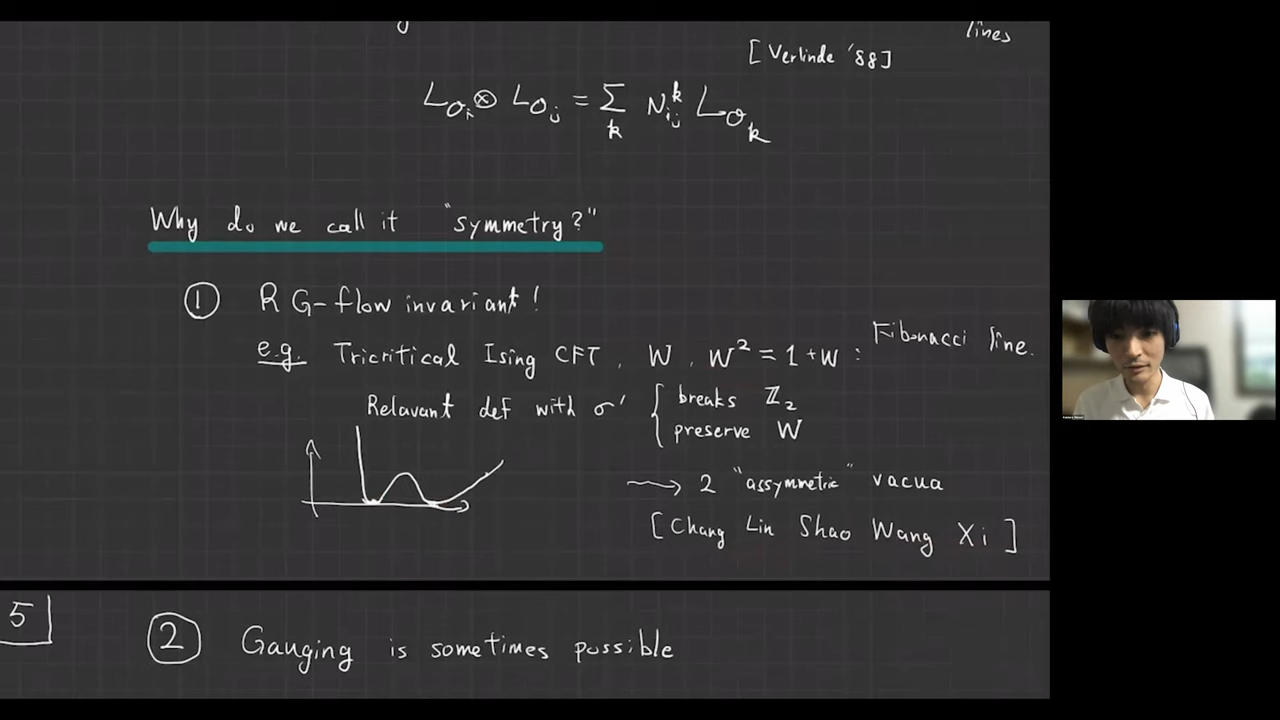 lines
[Verlinde '88]
L_{O_i} ⊗ L_{O_j} = Σ_k N_{ij}^k L_{O_k}
Why do we call it "symmetry?"
① RG-flow invariant!
e.g. Tricritical Ising CFT, W, W² = 1+W : Fibonacci line.
Relavant def with σ' { breaks ℤ₂
preserve W
→ 2 "assymmetric" vacua
[Chang Lin Shao Wang Xi]
5
② Gauging is sometimes possible